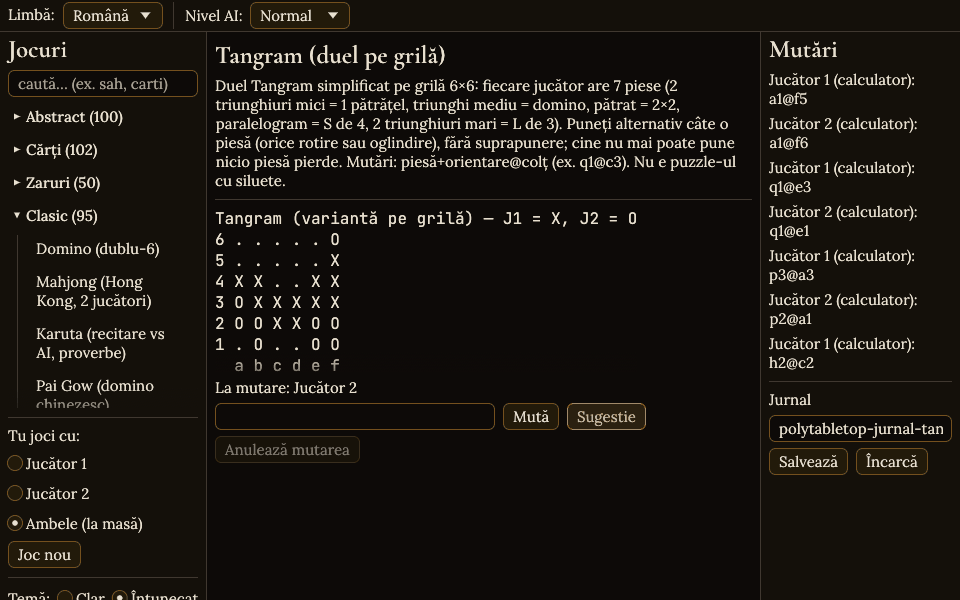 Limbă:
Română
Nivel AI:
Normal
Jocuri
caută... (ex. sah, carti)
Abstract (100)
Cărți (102)
Zaruri (50)
Clasic (95)
Domino (dublu-6)
Mahjong (Hong
Kong, 2 jucători)
Karuta (recitare vs
AI, proverbe)
Pai Gow (domino
chinezesc)
Tu joci cu:
Jucător 1
Jucător 2
Ambele (la masă)
Joc nou
Temă: Clar Întunecat
Tangram (duel pe grilă)
Duel Tangram simplificat pe grilă 6×6: fiecare jucător are 7 piese (2
triunghiuri mici = 1 pătrățel, triunghi mediu = domino, pătrat = 2×2,
paralelogram = S de 4, 2 triunghiuri mari = L de 3). Puneți alternativ câte o
piesă (orice rotire sau oglindire), fără suprapunere; cine nu mai poate pune
nicio piesă pierde. Mutări: piesă+orientare@colț (ex. q1@c3). Nu e puzzle-ul
cu siluete.
Tangram (variantă pe grilă) — J1 = X, J2 = O
6 . . . . . O
5 . . . . . X
4 X X . . X X
3 O X X X X X
2 O O X X O O
1 . O . . O O
a b c d e f
La mutare: Jucător 2
Mută
Sugestie
Anulează mutarea
Mutări
Jucător 1 (calculator):
a1@f5
Jucător 2 (calculator):
a1@f6
Jucător 1 (calculator):
q1@e3
Jucător 2 (calculator):
q1@e1
Jucător 1 (calculator):
p3@a3
Jucător 2 (calculator):
p2@a1
Jucător 1 (calculator):
h2@c2
Jurnal
polytabletop-jurnal-tan
Salvează
Încarcă